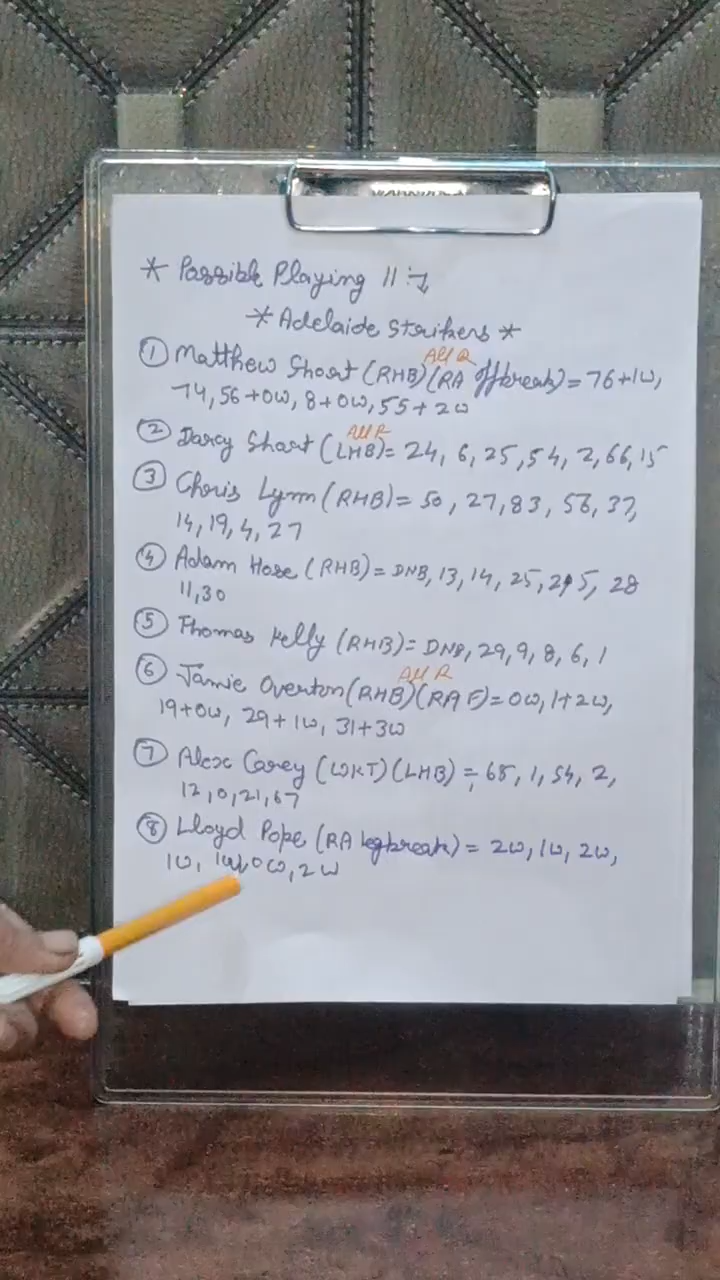 * Possible Playing 11 :-
* Adelaide Strikers *
All R
① Matthew Short (RHB) (RA offbreak) = 76+1W,
74, 56+0W, 8+0W, 55+2W
All R
② Darcy Short (LHB) = 24, 6, 25, 54, 2, 66, 15
③ Chris Lynn (RHB) = 50, 27, 83, 56, 37,
14, 19, 4, 27
④ Adam Hose (RHB) = DNB, 13, 14, 25, 5, 28
11, 30
⑤ Thomas Kelly (RHB) = DNB, 29, 9, 8, 6, 1
All R
⑥ Jamie Overton (RHB) (RAF) = 0W, 1+2W,
19+0W, 29+1W, 31+3W
⑦ Alex Carey (WKT) (LHB) = 68, 1, 54, 2,
12, 0, 21, 67
⑧ Lloyd Pope (RA legbreak) = 2W, 1W, 2W,
1W, 1W, 0W, 2W